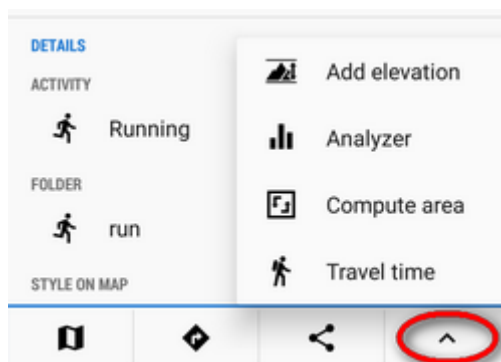 DETAILS
ACTIVITY
Running
FOLDER
run
STYLE ON MAP
Add elevation
Analyzer
Compute area
Travel time